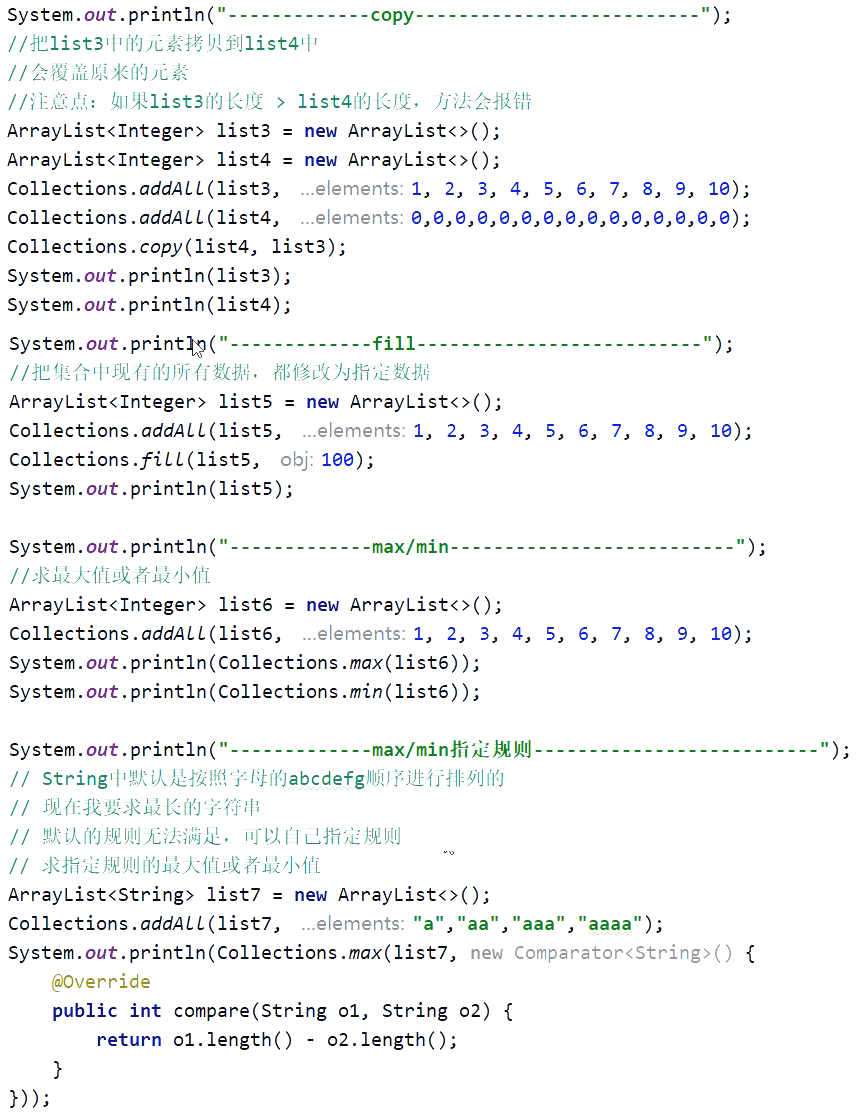 System.out.println("-------------copy--------------------------");
//把list3中的元素拷贝到list4中
//会覆盖原来的元素
//注意点：如果list3的长度 > list4的长度，方法会报错
ArrayList<Integer> list3 = new ArrayList<>();
ArrayList<Integer> list4 = new ArrayList<>();
Collections.addAll(list3, ...elements: 1, 2, 3, 4, 5, 6, 7, 8, 9, 10);
Collections.addAll(list4, ...elements: 0,0,0,0,0,0,0,0,0,0,0,0,0,0,0);
Collections.copy(list4, list3);
System.out.println(list3);
System.out.println(list4);
System.out.println("-------------fill--------------------------");
//把集合中现有的所有数据，都修改为指定数据
ArrayList<Integer> list5 = new ArrayList<>();
Collections.addAll(list5, ...elements: 1, 2, 3, 4, 5, 6, 7, 8, 9, 10);
Collections.fill(list5, obj: 100);
System.out.println(list5);
System.out.println("-------------max/min--------------------------");
//求最大值或者最小值
ArrayList<Integer> list6 = new ArrayList<>();
Collections.addAll(list6, ...elements: 1, 2, 3, 4, 5, 6, 7, 8, 9, 10);
System.out.println(Collections.max(list6));
System.out.println(Collections.min(list6));
System.out.println("-------------max/min指定规则--------------------------");
// String中默认是按照字母的abcdefg顺序进行排列的
// 现在我要求最长的字符串
// 默认的规则无法满足，可以自己指定规则
// 求指定规则的最大值或者最小值
ArrayList<String> list7 = new ArrayList<>();
Collections.addAll(list7, ...elements: "a","aa","aaa","aaaa");
System.out.println(Collections.max(list7, new Comparator<String>() {
@Override
public int compare(String o1, String o2) {
return o1.length() - o2.length();
}
}));